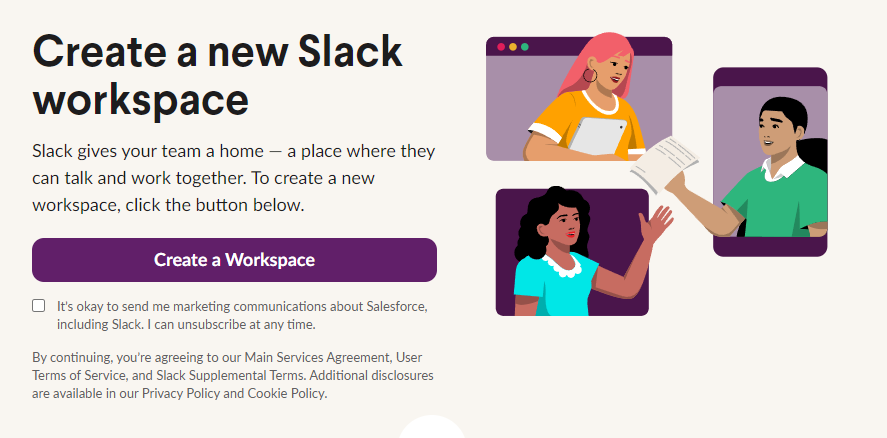 Create a new Slack
workspace
Slack gives your team a home — a place where they
can talk and work together. To create a new
workspace, click the button below.
Create a Workspace
It's okay to send me marketing communications about Salesforce,
including Slack. I can unsubscribe at any time.
By continuing, you're agreeing to our Main Services Agreement, User
Terms of Service, and Slack Supplemental Terms. Additional disclosures
are available in our Privacy Policy and Cookie Policy.